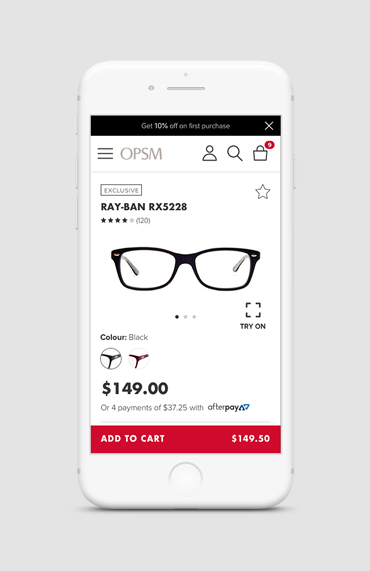 Get 10% off on first purchase
OPSM
9
EXCLUSIVE
RAY-BAN RX5228
(120)
TRY ON
Colour: Black
$149.00
Or 4 payments of $37.25 with afterpay
ADD TO CART $149.50